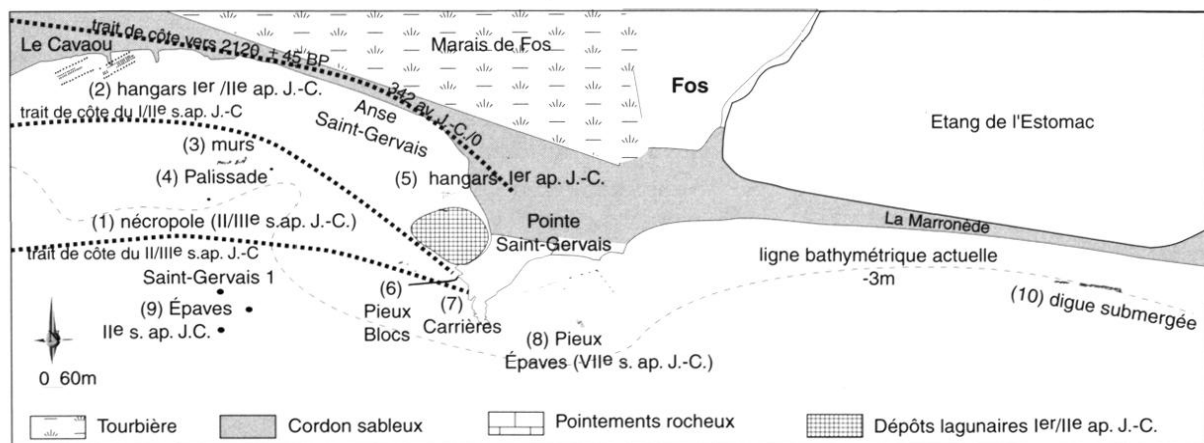 trait de côte vers 2120 ± 45 BP
Le Cavaou
Marais de Fos
342 av. J.-C./0
Fos
(2) hangars Ier /IIe ap. J.-C.
trait de côte du I/IIe s.ap. J.-C
Anse
Saint-Gervais
Etang de l'Estomac
(3) murs
(4) Palissade
(5) hangars Ier ap. J.-C.
(1) nécropole (II/IIIe s.ap. J.-C.)
Pointe
Saint-Gervais
La Marronède
trait de côte du II/IIIe s.ap. J.-C
ligne bathymétrique actuelle
-3m
Saint-Gervais 1
(9) Épaves
IIe s. ap. J.C.
(6)
Pieux
Blocs
(7)
Carrières
(8) Pieux
Épaves (VIIe s. ap. J.-C.)
(10) digue submergée
0 60m
Tourbière
Cordon sableux
Pointements rocheux
Dépôts lagunaires Ier/IIe ap. J.-C.